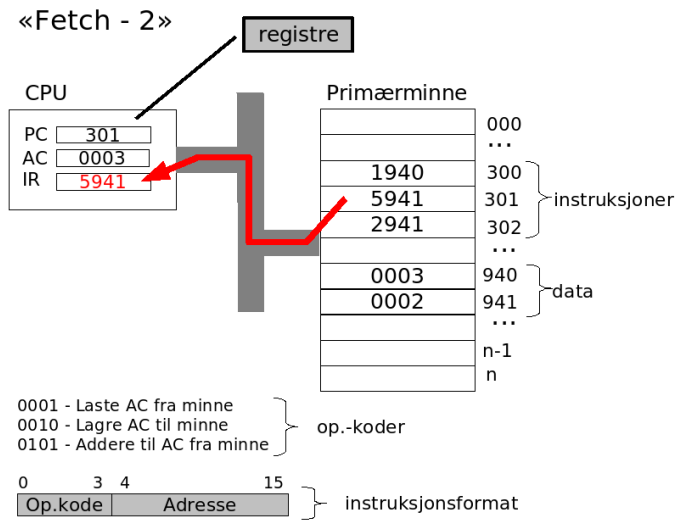 «Fetch - 2»
registre
CPU
PC 301
AC 0003
IR 5941
Primærminne
000
...
1940 300
5941 301
2941 302
instruksjoner
...
0003 940
0002 941
data
...
n-1
n
0001 - Laste AC fra minne
0010 - Lagre AC til minne
0101 - Addere til AC fra minne
op.-koder
0 3 4 15
Op.kode Adresse
instruksjonsformat